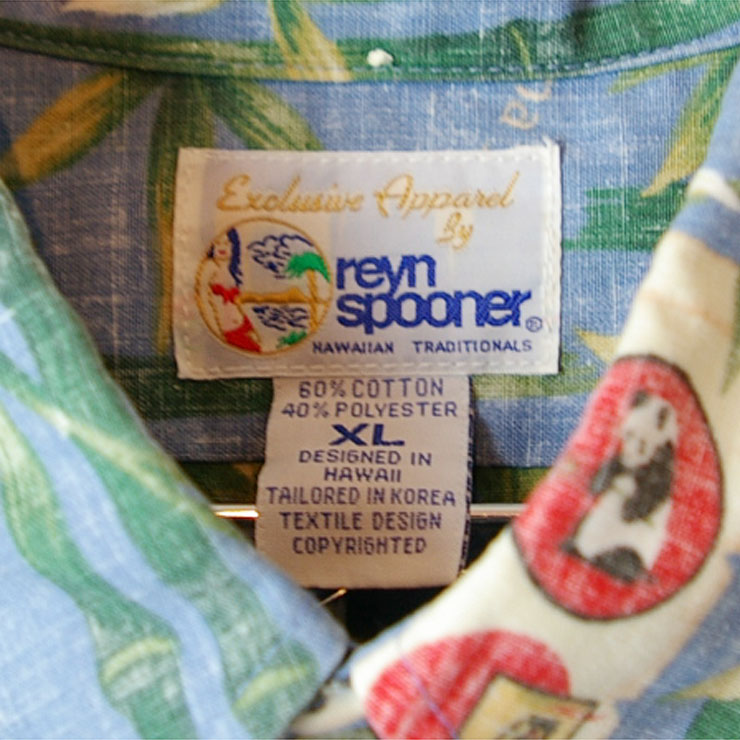 Exclusive Apparel
By
reyn
spooner®
HAWAIIAN TRADITIONALS
60% COTTON
40% POLYESTER
XL
DESIGNED IN
HAWAII
TAILORED IN KOREA
TEXTILE DESIGN
COPYRIGHTED